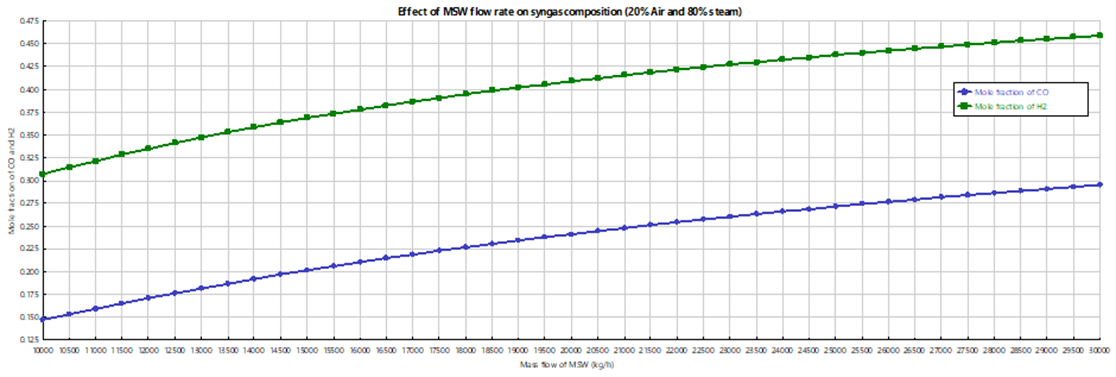 Effect of MSW flow rate on syngas composition (20% Air and 80% steam)
Mole fraction of CO and H2
0.475
0.450
0.425
0.400
0.375
0.350
0.325
0.300
0.275
0.250
0.225
0.200
0.175
0.150
0.125
Mole fraction of CO
Mole fraction of H2
10000 10500 11000 11500 12000 12500 13000 13500 14000 14500 15000 15500 16000 16500 17000 17500 18000 18500 19000 19500 20000 20500 21000 21500 22000 22500 23000 23500 24000 24500 25000 25500 26000 26500 27000 27500 28000 28500 29000 29500 30000
Mass flow of MSW (kg/h)